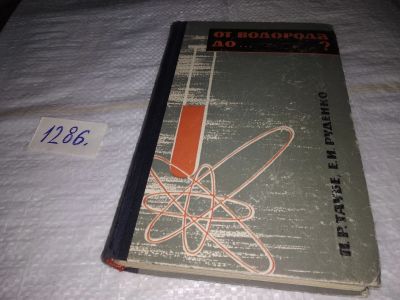 1286.
ОТ ВОДОРОДА
ДО ... ?
П. Р. ТАУБЕ, Е. И. РУДЕНКО